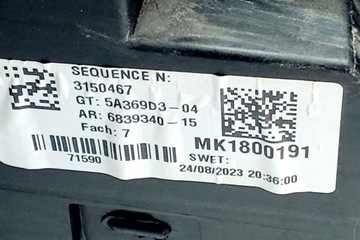 SEQUENCE N:
3150467
GT: 5A369D3-04
AR: 6839340-15
Fach: 7
71590
MK1800191
SWET:
24/08/2023 20:36:00